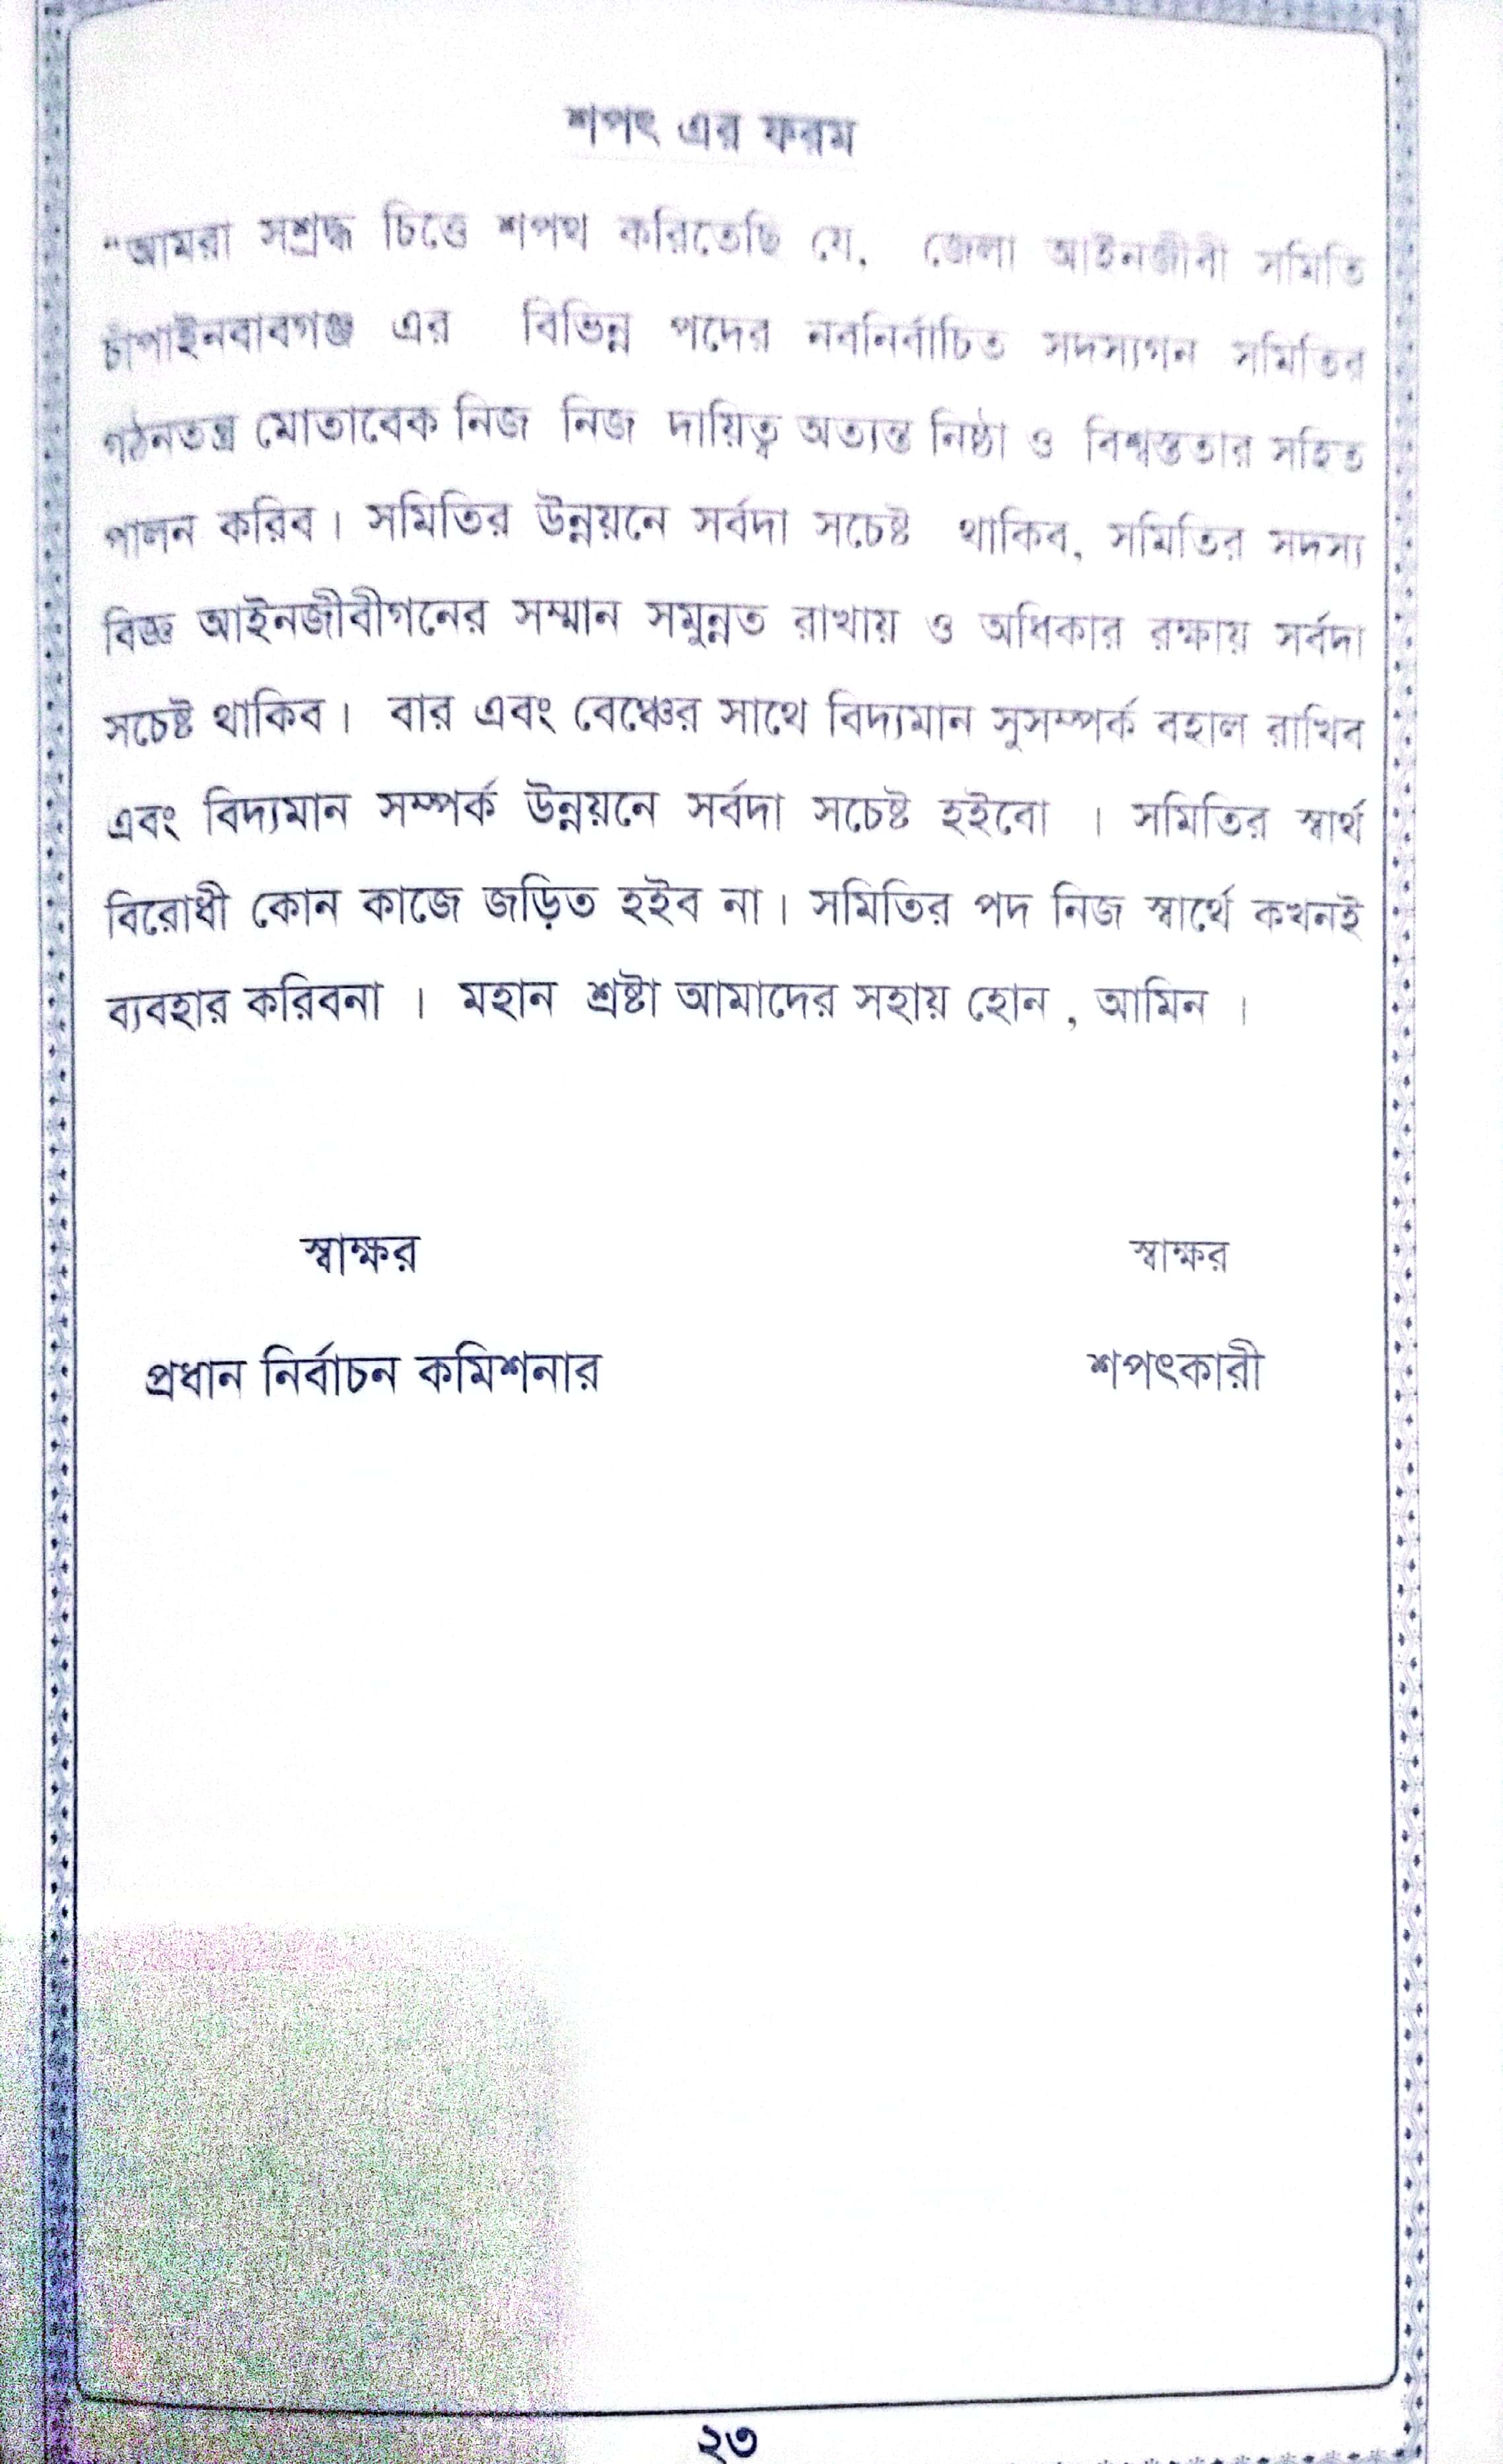 শপৎ এর ফরম
“আমরা সশ্রদ্ধ চিত্তে শপথ করিতেছি যে, জেলা আইনজীবী সমিতি
চাঁপাইনবাবগঞ্জ এর বিভিন্ন পদের নবনির্বাচিত সদস্যগন সমিতির
গঠনতন্ত্র মোতাবেক নিজ নিজ দায়িত্ব অত্যন্ত নিষ্ঠা ও বিশ্বস্ততার সহিত
পালন করিব। সমিতির উন্নয়নে সর্বদা সচেষ্ট থাকিব, সমিতির সদস্য
বিজ্ঞ আইনজীবীগনের সম্মান সমুন্নত রাখায় ও অধিকার রক্ষায় সর্বদা
সচেষ্ট থাকিব। বার এবং বেঞ্চের সাথে বিদ্যমান সুসম্পর্ক বহাল রাখিব
এবং বিদ্যমান সম্পর্ক উন্নয়নে সর্বদা সচেষ্ট হইবো । সমিতির স্বার্থ
বিরোধী কোন কাজে জড়িত হইব না। সমিতির পদ নিজ স্বার্থে কখনই
ব্যবহার করিবনা । মহান শ্রষ্টা আমাদের সহায় হোন , আমিন ।
স্বাক্ষর স্বাক্ষর
প্রধান নির্বাচন কমিশনার শপৎকারী
২৩